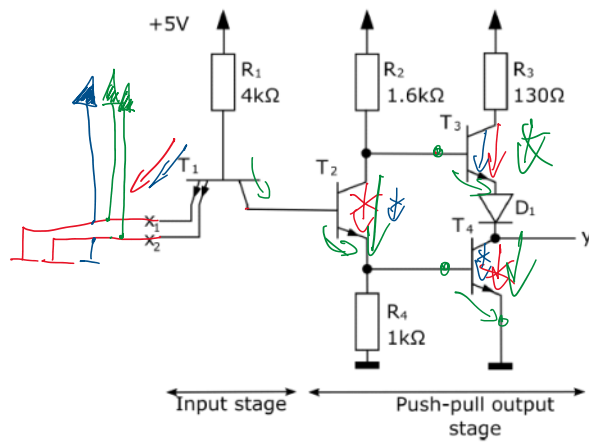 +5V
R₁
4kΩ
R₂
1.6kΩ
R₃
130Ω
T₁
T₂
T₃
D₁
T₄
x₁
x₂
y
R₄
1kΩ
Input stage
Push-pull output
stage